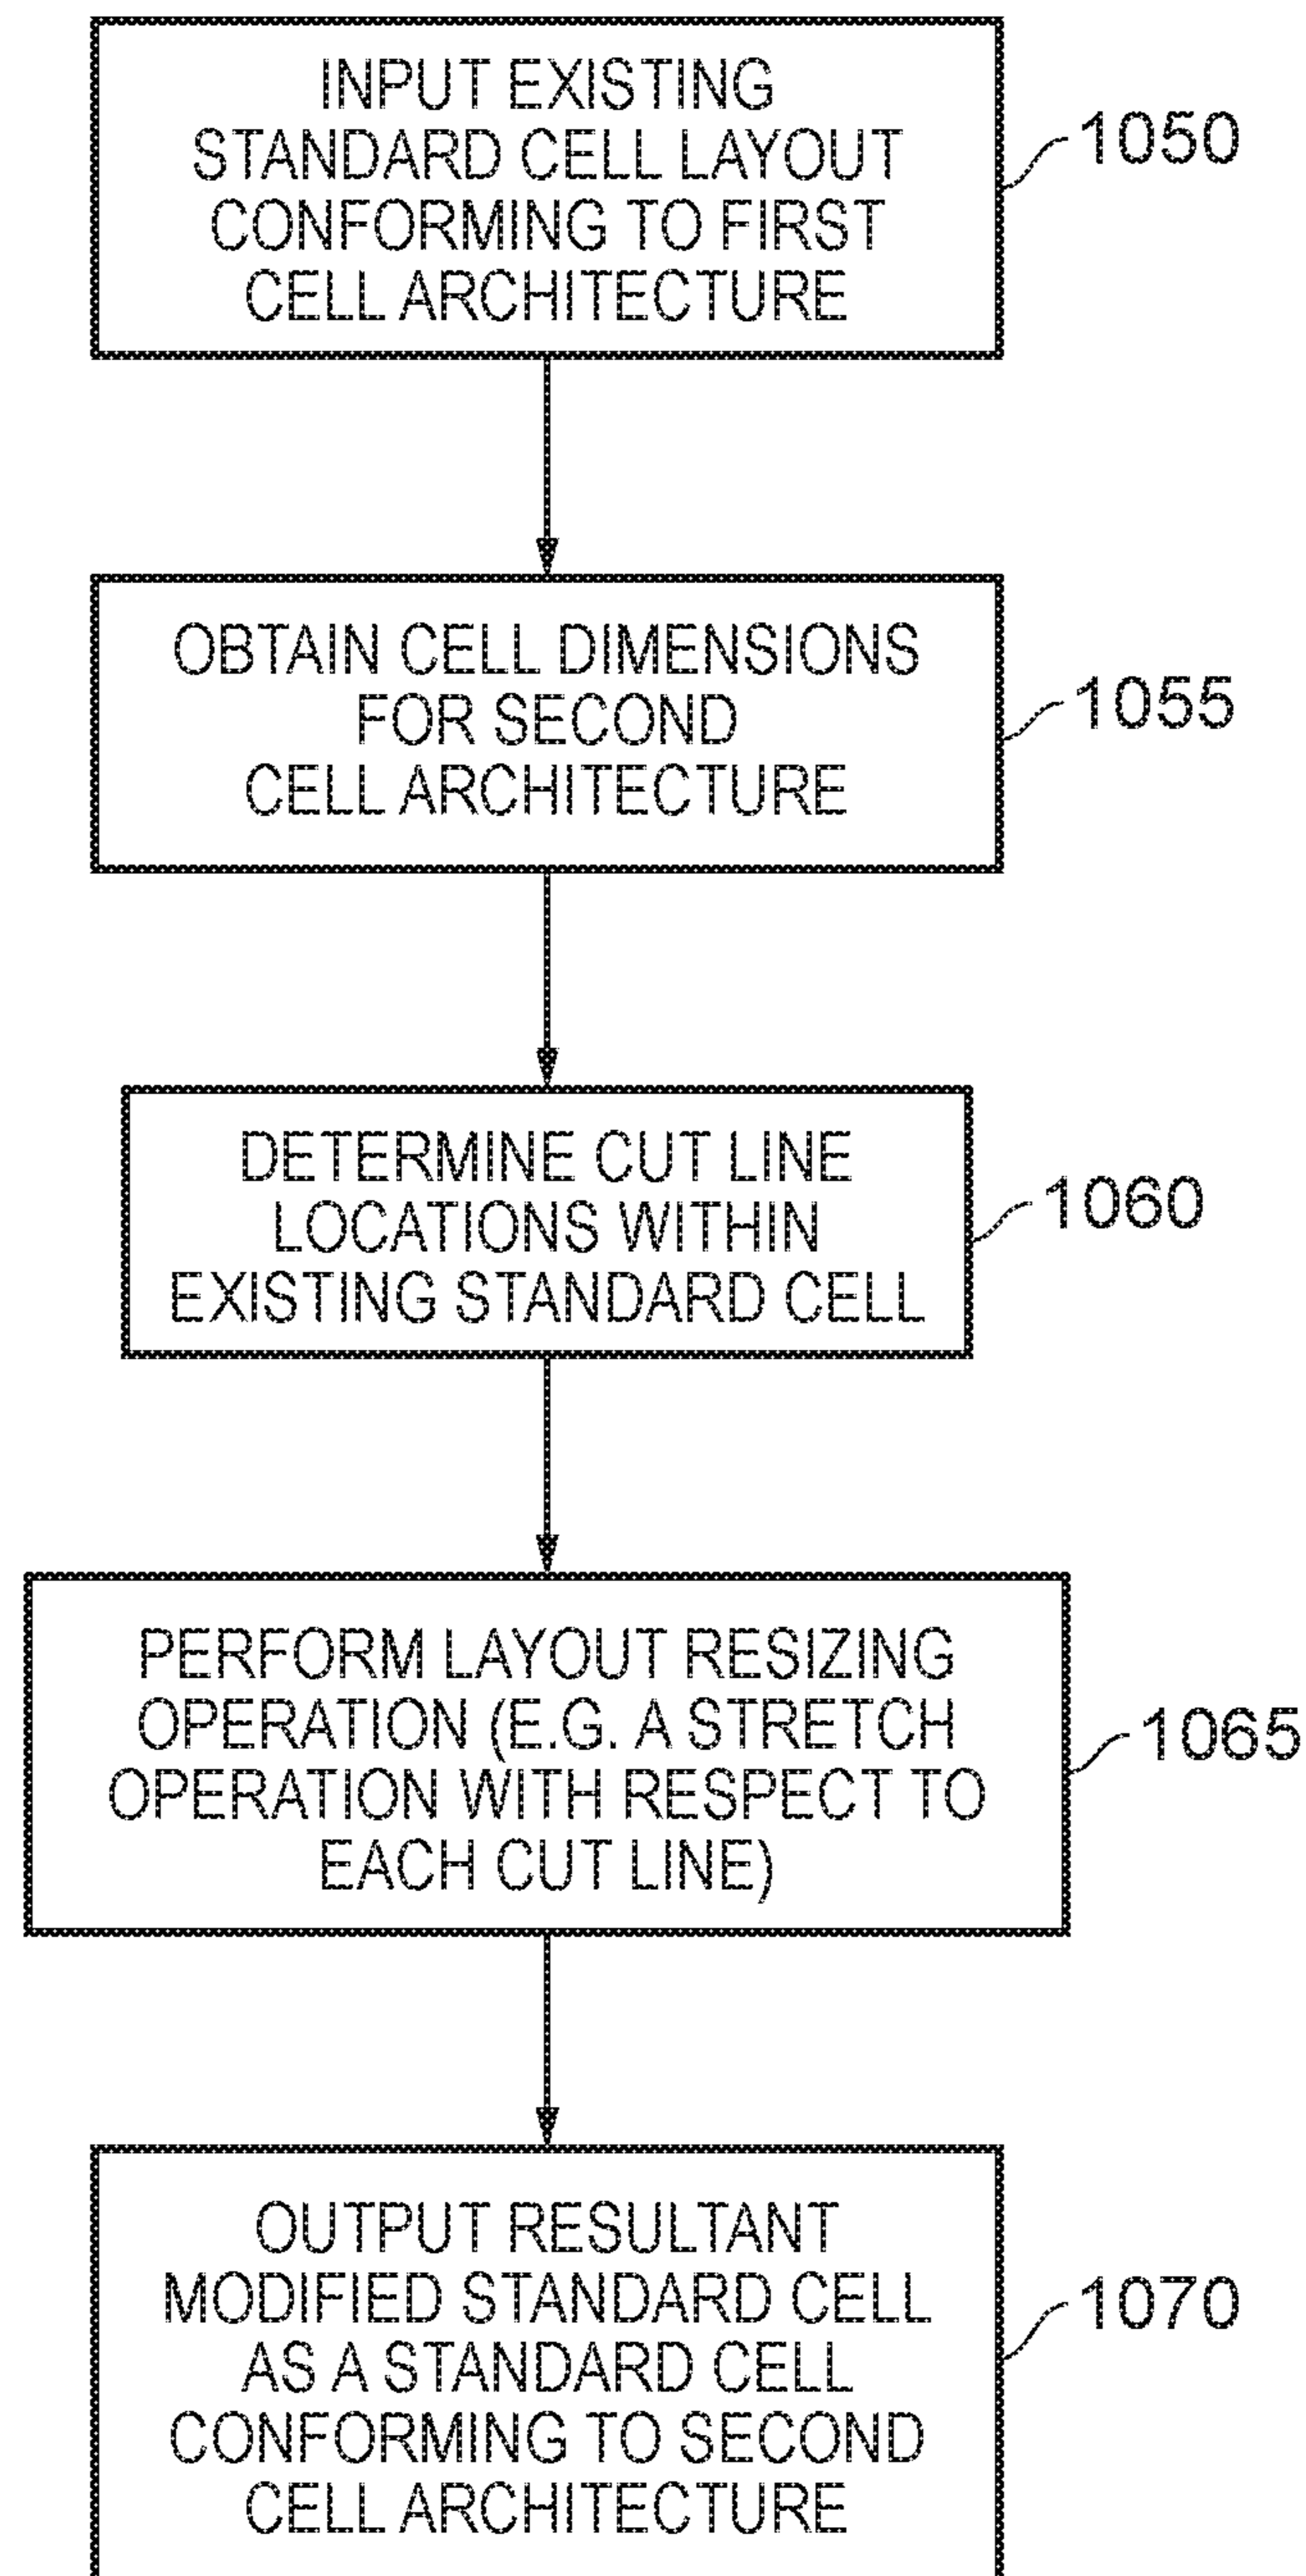 INPUT EXISTING
STANDARD CELL LAYOUT
CONFORMING TO FIRST
CELL ARCHITECTURE
1050
OBTAIN CELL DIMENSIONS
FOR SECOND
CELL ARCHITECTURE
1055
DETERMINE CUT LINE
LOCATIONS WITHIN
EXISTING STANDARD CELL
1060
PERFORM LAYOUT RESIZING
OPERATION (E.G. A STRETCH
OPERATION WITH RESPECT TO
EACH CUT LINE)
1065
OUTPUT RESULTANT
MODIFIED STANDARD CELL
AS A STANDARD CELL
CONFORMING TO SECOND
CELL ARCHITECTURE
1070